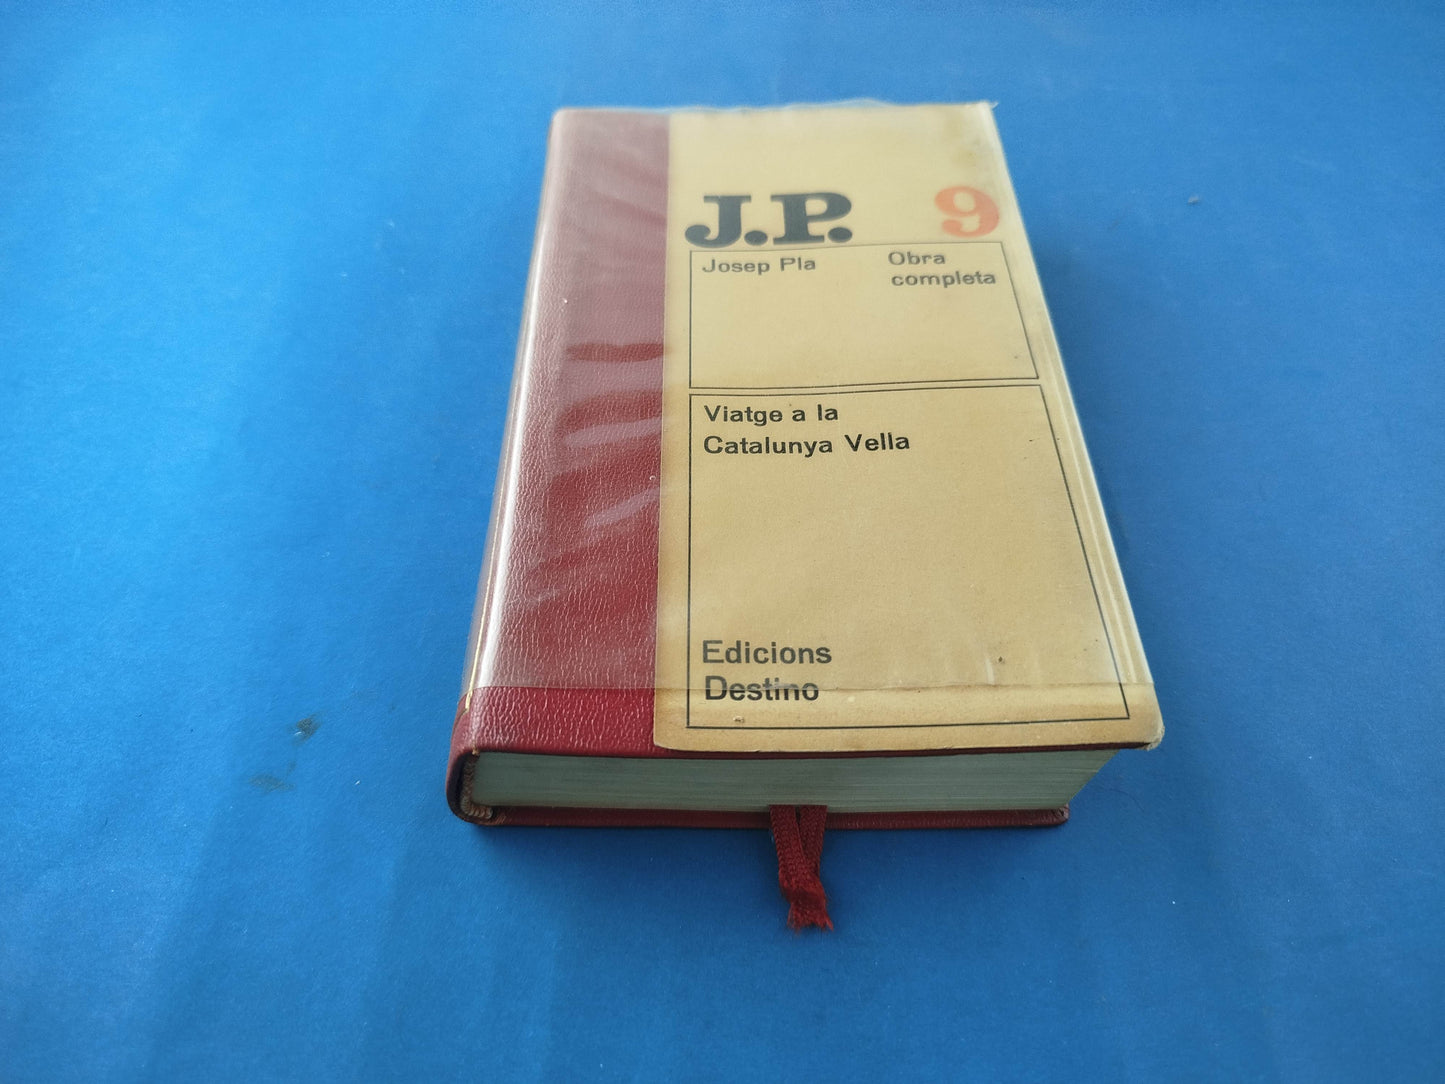 J.P. 9
Josep Pla
Obra
completa
Viatge a la
Catalunya Vella
Edicions
Destino